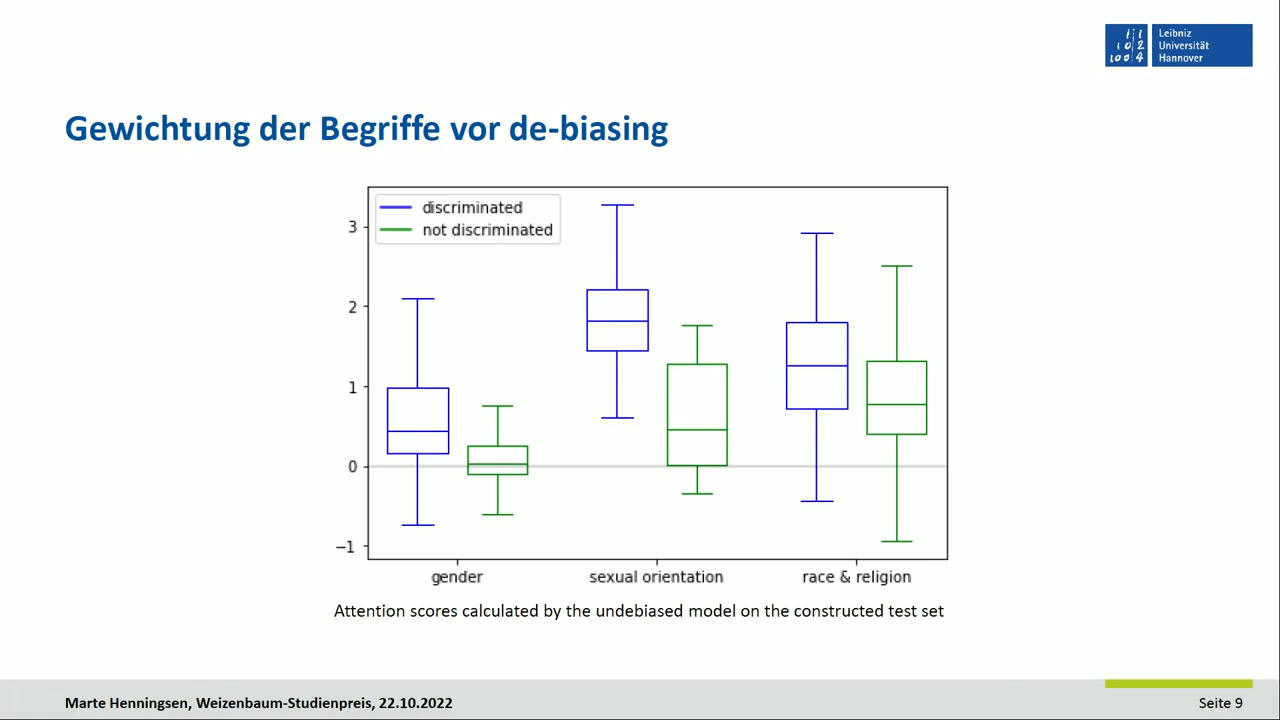 Leibniz
Universität
Hannover
Gewichtung der Begriffe vor de-biasing
discriminated
not discriminated
3
2
1
0
−1
gender sexual orientation race & religion
Attention scores calculated by the undebiased model on the constructed test set
Marte Henningsen, Weizenbaum-Studienpreis, 22.10.2022 Seite 9